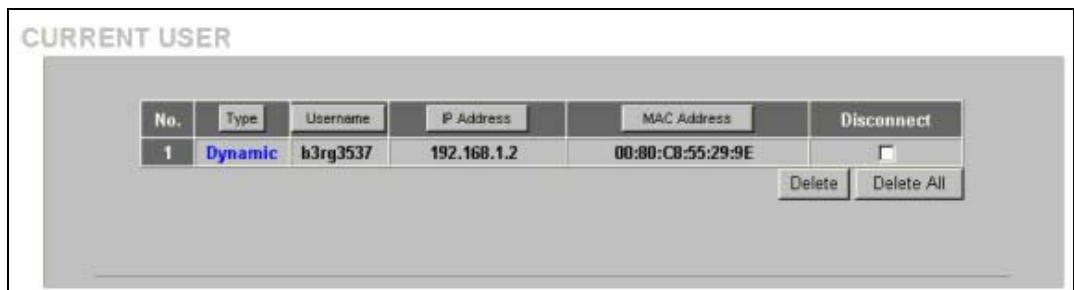 CURRENT USER
No. Type Username IP Address MAC Address Disconnect
1 Dynamic b3rg3537 192.168.1.2 00:80:C8:55:29:9E
Delete Delete All